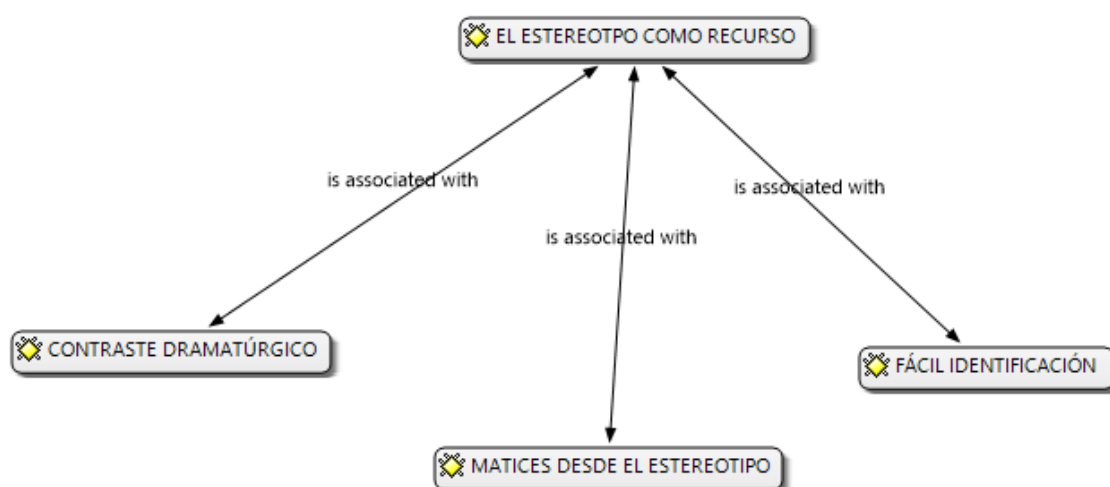 EL ESTEREOTPO COMO RECURSO
is associated with
is associated with
is associated with
CONTRASTE DRAMATÚRGICO
FÁCIL IDENTIFICACIÓN
MATICES DESDE EL ESTEREOTIPO